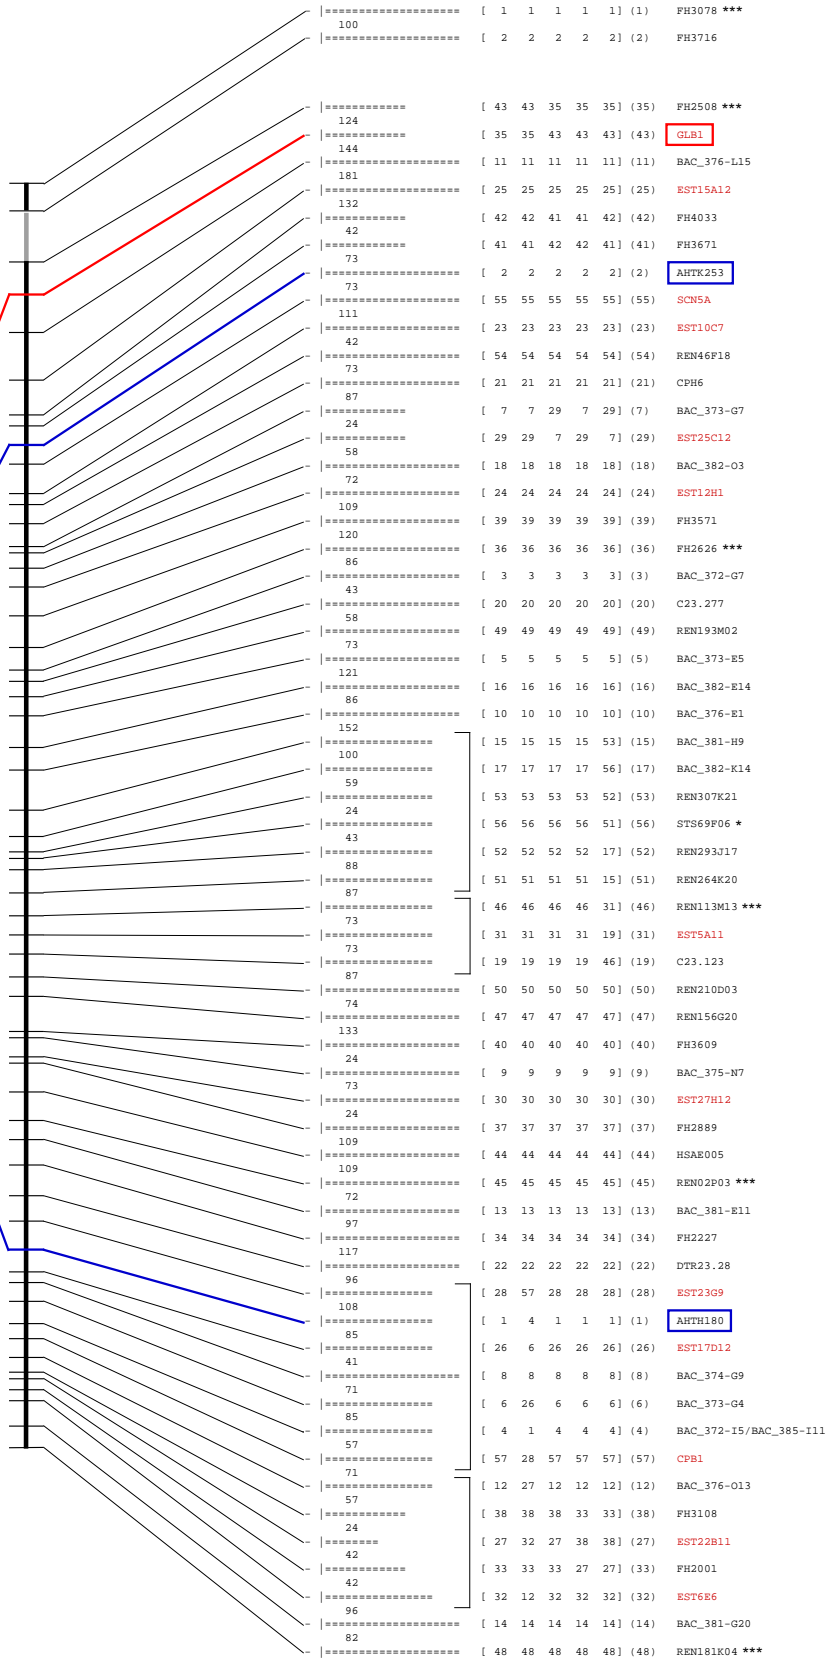 - |================== [ 1 1 1 1 1] (1) FH3078 ***
100
- |================== [ 2 2 2 2 2] (2) FH3716
- |============ [ 43 43 35 35 35] (35) FH2508 ***
124
- |============ [ 35 35 43 43 43] (43) GLB1
144
- |================== [ 11 11 11 11 11] (11) BAC_376-L15
181
- |================== [ 25 25 25 25 25] (25) EST15A12
132
- |============ [ 42 42 41 41 42] (42) FH4033
42
- |============ [ 41 41 42 42 41] (41) FH3671
73
- |================== [ 2 2 2 2 2] (2) AHTK253
73
- |================== [ 55 55 55 55 55] (55) SCN5A
111
- |================== [ 23 23 23 23 23] (23) EST10C7
42
- |================== [ 54 54 54 54 54] (54) REN46F18
73
- |================== [ 21 21 21 21 21] (21) CPH6
87
- |============ [ 7 7 29 7 29] (7) BAC_373-G7
24
- |============ [ 29 29 7 29 7] (29) EST25C12
58
- |================== [ 18 18 18 18 18] (18) BAC_382-O3
72
- |================== [ 24 24 24 24 24] (24) EST12H1
109
- |================== [ 39 39 39 39 39] (39) FH3571
120
- |================== [ 36 36 36 36 36] (36) FH2626 ***
86
- |================== [ 3 3 3 3 3] (3) BAC_372-G7
43
- |================== [ 20 20 20 20 20] (20) C23.277
58
- |================== [ 49 49 49 49 49] (49) REN193M02
73
- |================== [ 5 5 5 5 5] (5) BAC_373-E5
121
- |================== [ 16 16 16 16 16] (16) BAC_382-E14
86
- |================== [ 10 10 10 10 10] (10) BAC_376-E1
152
- |=============== [ 15 15 15 15 53] (15) BAC_381-H9
100
- |=============== [ 17 17 17 17 56] (17) BAC_382-K14
59
- |=============== [ 53 53 53 53 52] (53) REN307K21
24
- |=============== [ 56 56 56 56 51] (56) STS69F06 *
43
- |=============== [ 52 52 52 52 17] (52) REN293J17
88
- |=============== [ 51 51 51 51 15] (51) REN264K20
87
- |=============== [ 46 46 46 46 31] (46) REN113M13 ***
73
- |=============== [ 31 31 31 31 19] (31) EST5A11
73
- |=============== [ 19 19 19 19 46] (19) C23.123
87
- |================== [ 50 50 50 50 50] (50) REN210D03
74
- |================== [ 47 47 47 47 47] (47) REN156G20
133
- |================== [ 40 40 40 40 40] (40) FH3609
24
- |================== [ 9 9 9 9 9] (9) BAC_375-N7
73
- |================== [ 30 30 30 30 30] (30) EST27H12
24
- |================== [ 37 37 37 37 37] (37) FH2889
109
- |================== [ 44 44 44 44 44] (44) HSAE005
109
- |================== [ 45 45 45 45 45] (45) REN02P03 ***
72
- |================== [ 13 13 13 13 13] (13) BAC_381-E11
97
- |================== [ 34 34 34 34 34] (34) FH2227
117
- |================== [ 22 22 22 22 22] (22) DTR23.28
96
- |=============== [ 28 57 28 28 28] (28) EST23G9
108
- |=============== [ 1 4 1 1 1] (1) AHTH180
85
- |=============== [ 26 6 26 26 26] (26) EST17D12
41
- |================== [ 8 8 8 8 8] (8) BAC_374-G9
71
- |=============== [ 6 26 6 6 6] (6) BAC_373-G4
85
- |=============== [ 4 1 4 4 4] (4) BAC_372-I5/BAC_385-I11
57
- |=============== [ 57 28 57 57 57] (57) CPB1
71
- |=============== [ 12 27 12 12 12] (12) BAC_376-O13
57
- |============ [ 38 38 38 33 33] (38) FH3108
24
- |======== [ 27 32 27 38 38] (27) EST22B11
42
- |============ [ 33 33 33 27 27] (33) FH2001
42
- |=============== [ 32 12 32 32 32] (32) EST6E6
96
- |================== [ 14 14 14 14 14] (14) BAC_381-G20
82
- |================== [ 48 48 48 48 48] (48) REN181K04 ***